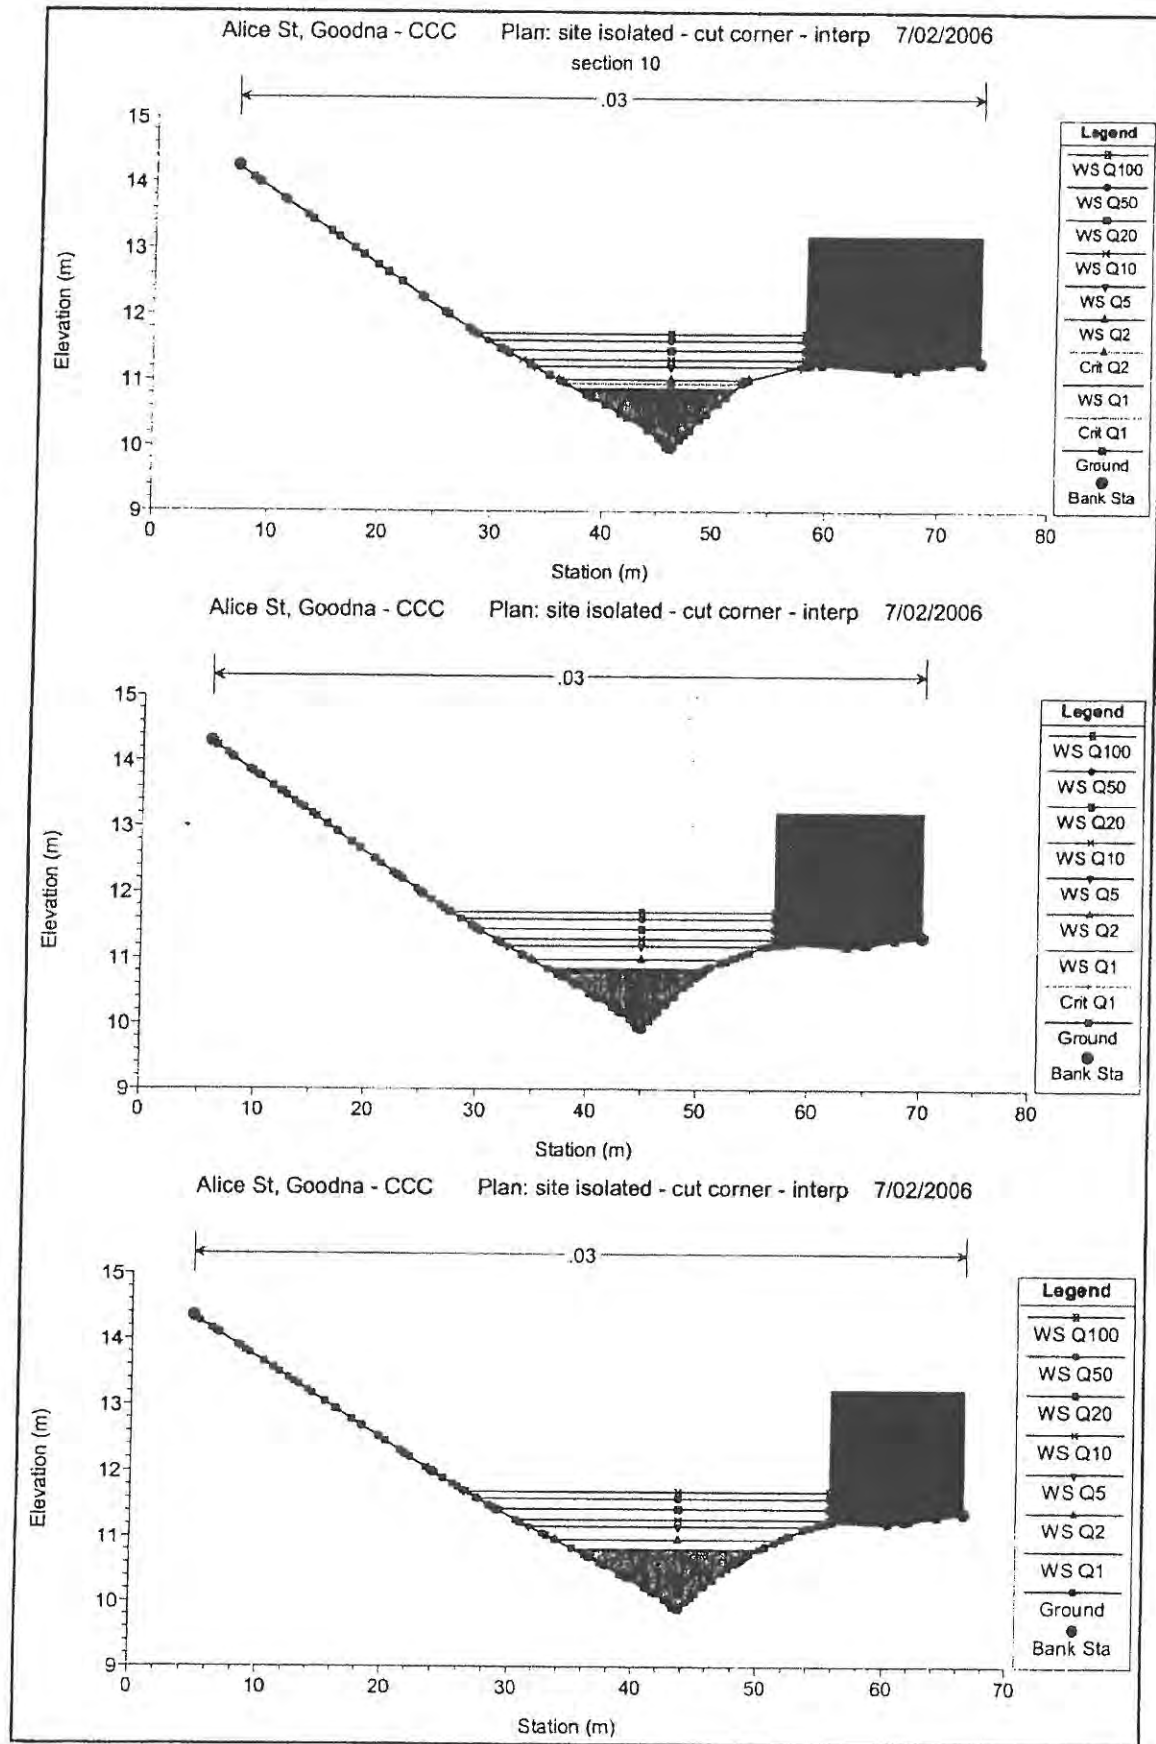 Alice St, Goodna - CCC Plan: site isolated - cut corner - interp 7/02/2006
section 10
.03
15
14
13
12
11
10
9
Elevation (m)
0 10 20 30 40 50 60 70 80
Station (m)
Legend
WS Q100
WS Q50
WS Q20
WS Q10
WS Q5
WS Q2
Crit Q2
WS Q1
Crit Q1
Ground
Bank Sta
Alice St, Goodna - CCC Plan: site isolated - cut corner - interp 7/02/2006
.03
15
14
13
12
11
10
9
Elevation (m)
0 10 20 30 40 50 60 70 80
Station (m)
Legend
WS Q100
WS Q50
WS Q20
WS Q10
WS Q5
WS Q2
WS Q1
Crit Q1
Ground
Bank Sta
Alice St, Goodna - CCC Plan: site isolated - cut corner - interp 7/02/2006
.03
15
14
13
12
11
10
9
Elevation (m)
0 10 20 30 40 50 60 70
Station (m)
Legend
WS Q100
WS Q50
WS Q20
WS Q10
WS Q5
WS Q2
WS Q1
Ground
Bank Sta